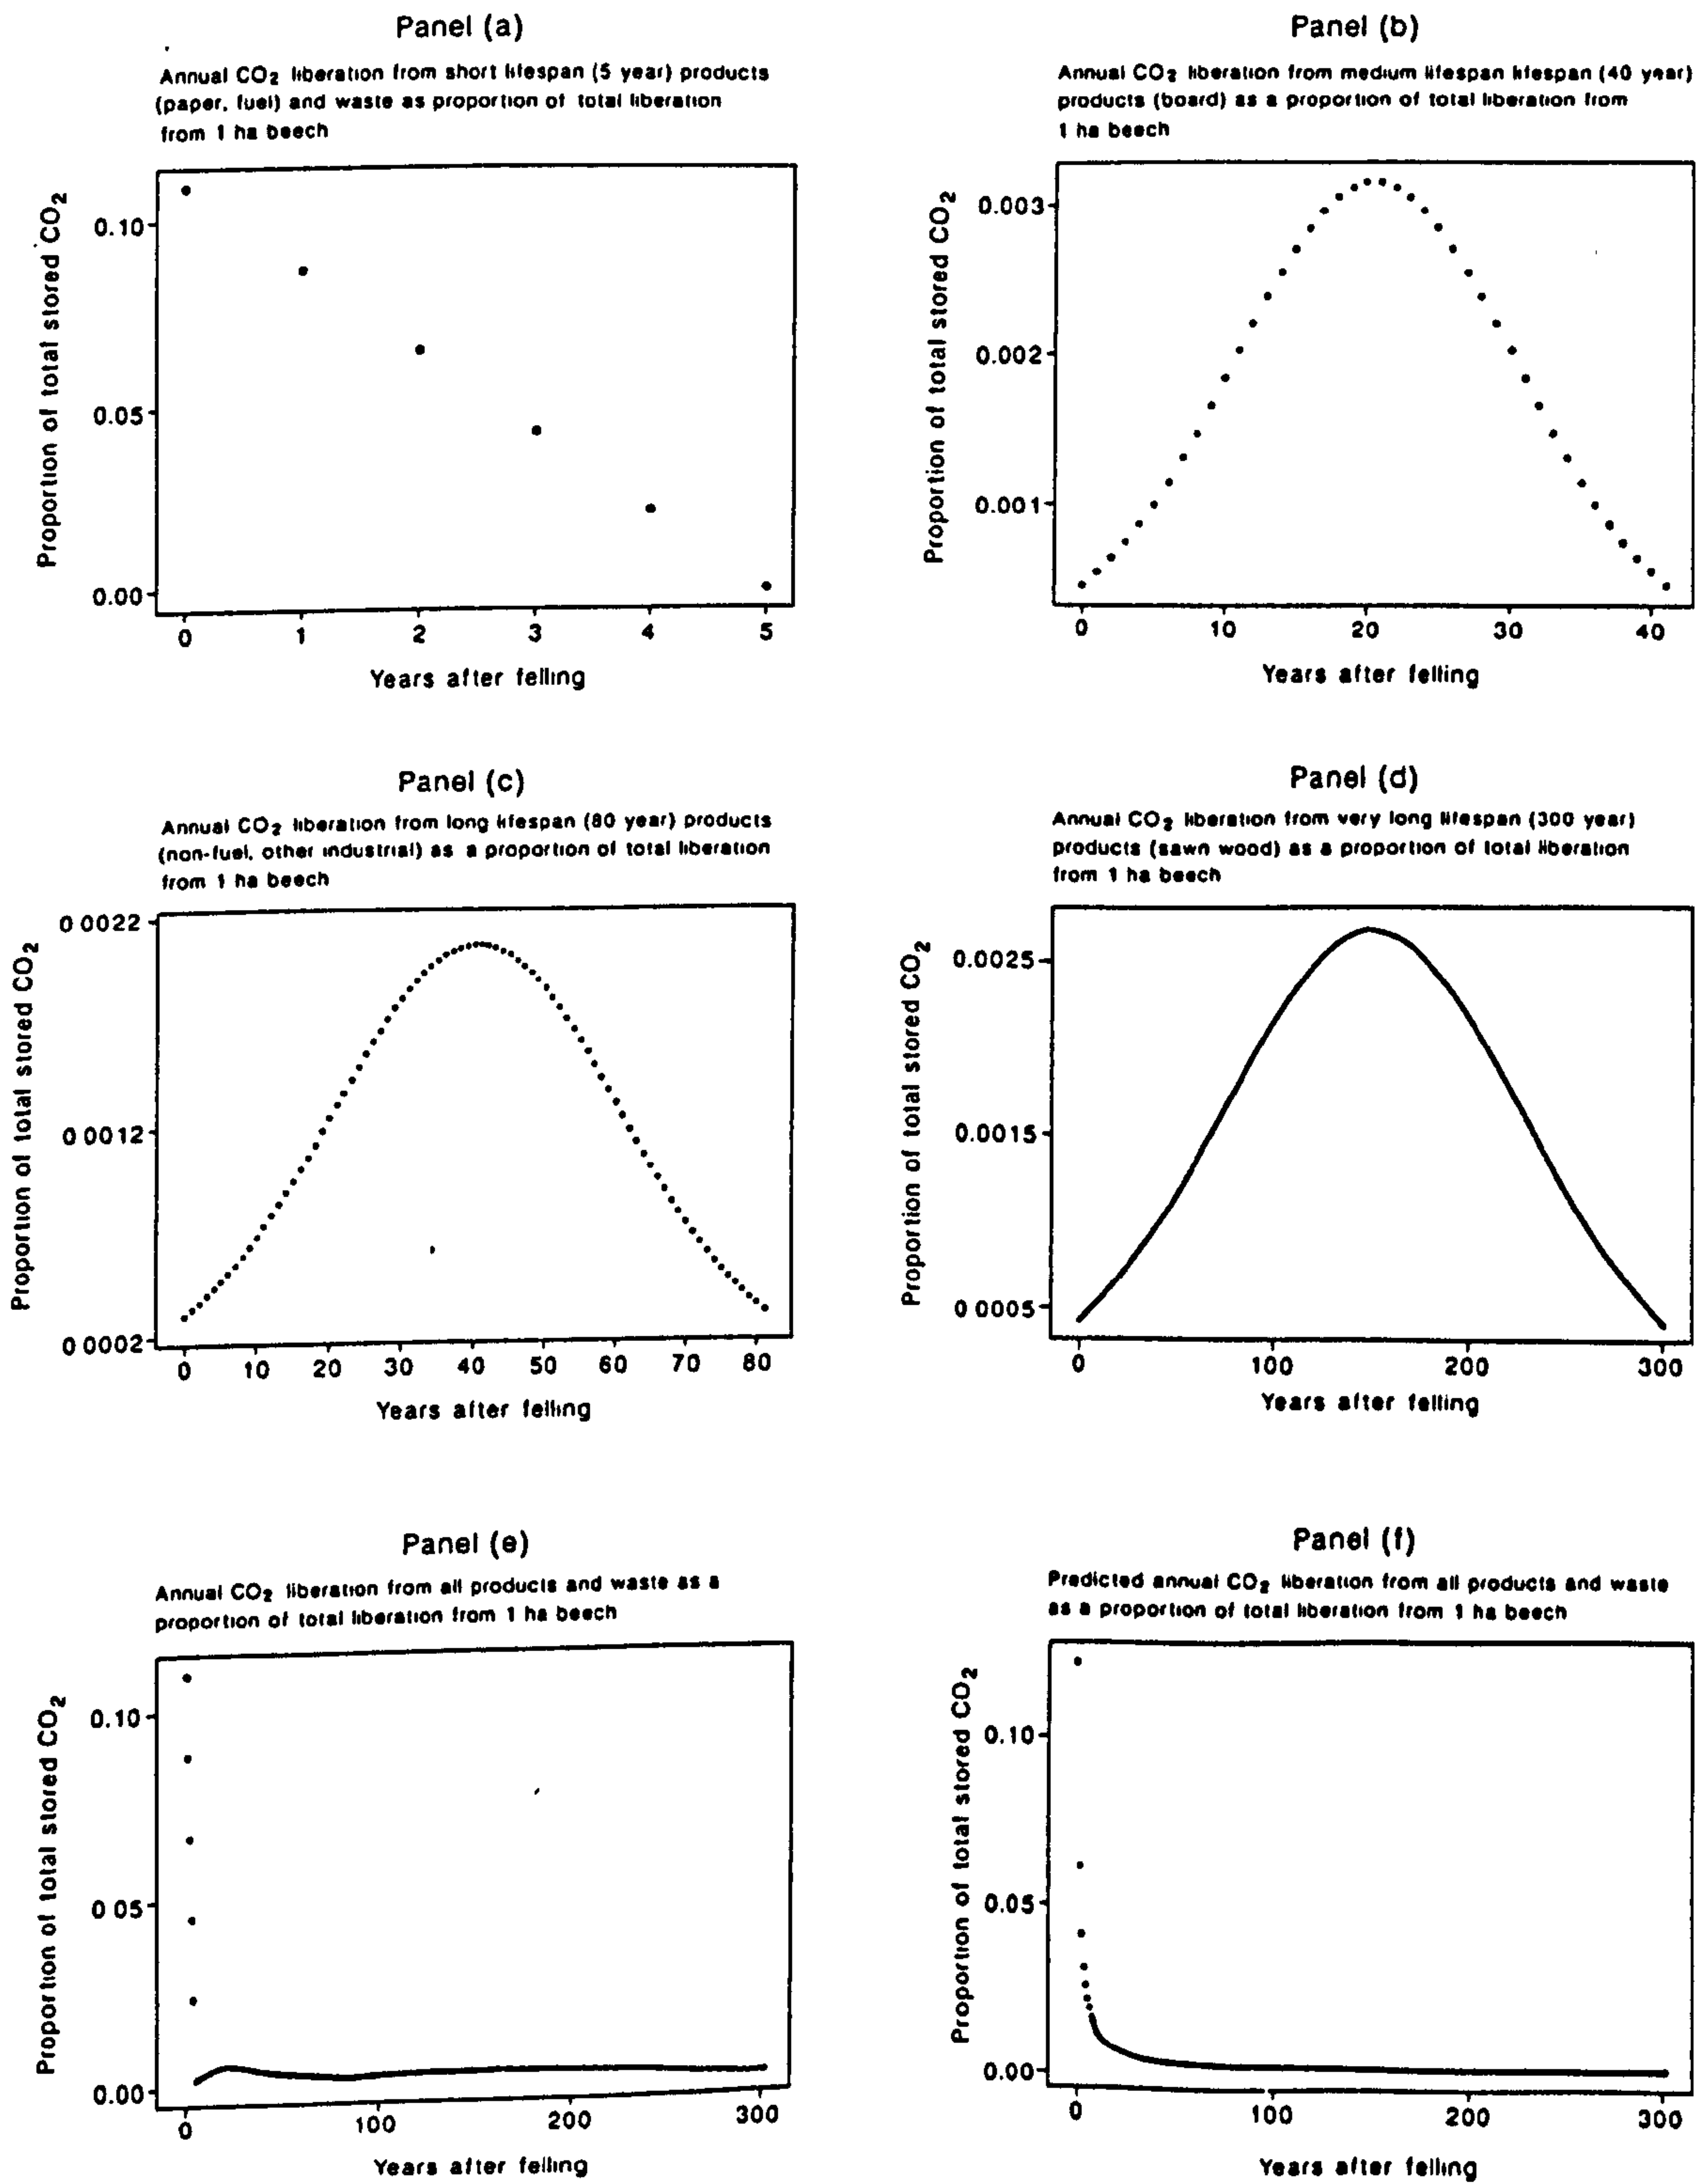 Panel (a)
Annual CO₂ liberation from short lifespan (5 year) products
(paper, fuel) and waste as proportion of total liberation
from 1 ha beech
Proportion of total stored CO₂
0.10
0.05
0.00
0 1 2 3 4 5
Years after felling
Panel (b)
Annual CO₂ liberation from medium lifespan lifespan (40 year)
products (board) as a proportion of total liberation from
1 ha beech
Proportion of total stored CO₂
0.003
0.002
0.001
0 10 20 30 40
Years after felling
Panel (c)
Annual CO₂ liberation from long lifespan (80 year) products
(non-fuel, other industrial) as a proportion of total liberation
from 1 ha beech
Proportion of total stored CO₂
0 0022
0 0012
0 0002
0 10 20 30 40 50 60 70 80
Years after felling
Panel (d)
Annual CO₂ liberation from very long lifespan (300 year)
products (sawn wood) as a proportion of total liberation
from 1 ha beech
Proportion of total stored CO₂
0.0025
0.0015
0 0005
0 100 200 300
Years after felling
Panel (e)
Annual CO₂ liberation from all products and waste as a
proportion of total liberation from 1 ha beech
Proportion of total stored CO₂
0.10
0 05
0.00
0 100 200 300
Years after felling
Panel (f)
Predicted annual CO₂ liberation from all products and waste
as a proportion of total liberation from 1 ha beech
Proportion of total stored CO₂
0.10
0.05
0.00
0 100 200 300
Years after felling